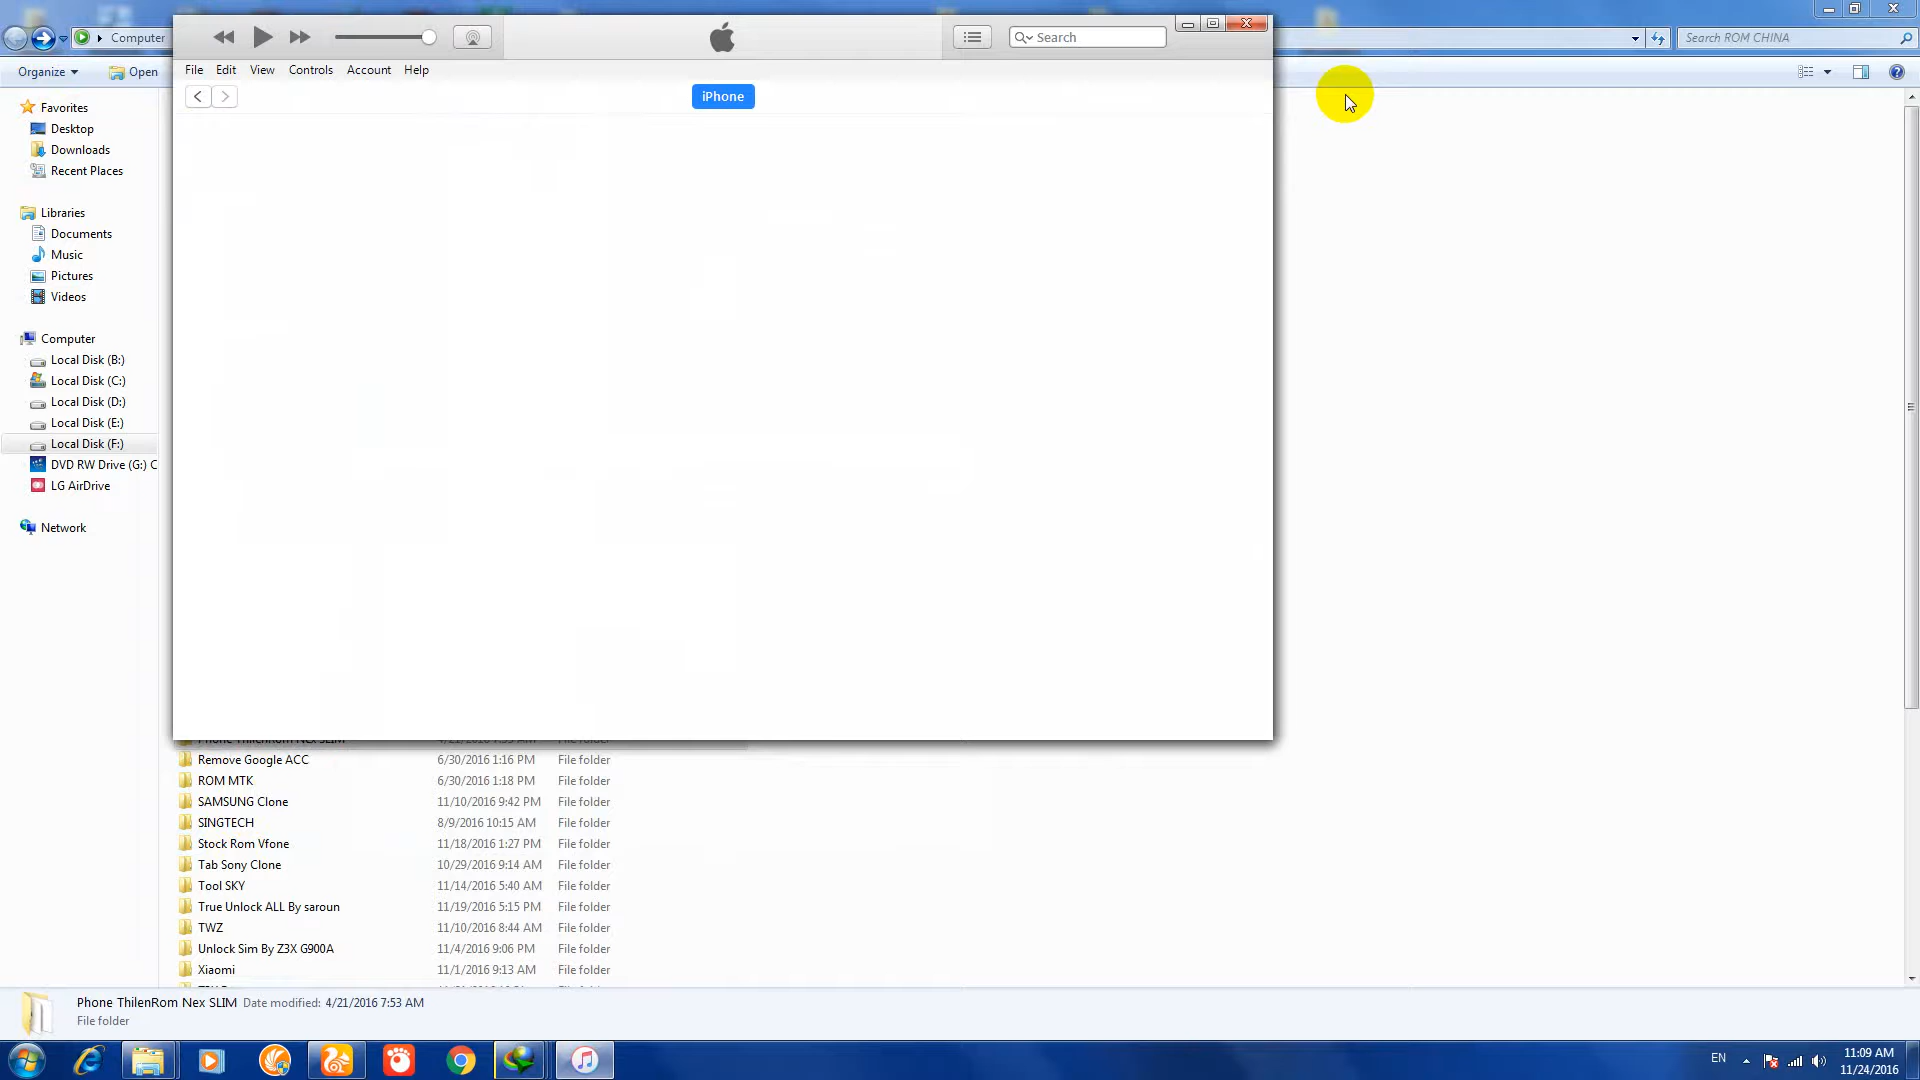 Computer
Search
Search ROM CHINA
Organize
Open
File Edit View Controls Account Help
iPhone
Favorites
Desktop
Downloads
Recent Places
Libraries
Documents
Music
Pictures
Videos
Computer
Local Disk (B:)
Local Disk (C:)
Local Disk (D:)
Local Disk (E:)
Local Disk (F:)
DVD RW Drive (G:) C
LG AirDrive
Network
Remove Google ACC 6/30/2016 1:16 PM File folder
ROM MTK 6/30/2016 1:18 PM File folder
SAMSUNG Clone 11/10/2016 9:42 PM File folder
SINGTECH 8/9/2016 10:15 AM File folder
Stock Rom Vfone 11/18/2016 1:27 PM File folder
Tab Sony Clone 10/29/2016 9:14 AM File folder
Tool SKY 11/14/2016 5:40 AM File folder
True Unlock ALL By saroun 11/19/2016 5:15 PM File folder
TWZ 11/10/2016 8:44 AM File folder
Unlock Sim By Z3X G900A 11/4/2016 9:06 PM File folder
Xiaomi 11/1/2016 9:13 AM File folder
Phone ThilenRom Nex SLIM Date modified: 4/21/2016 7:53 AM
File folder
EN
11:09 AM
11/24/2016